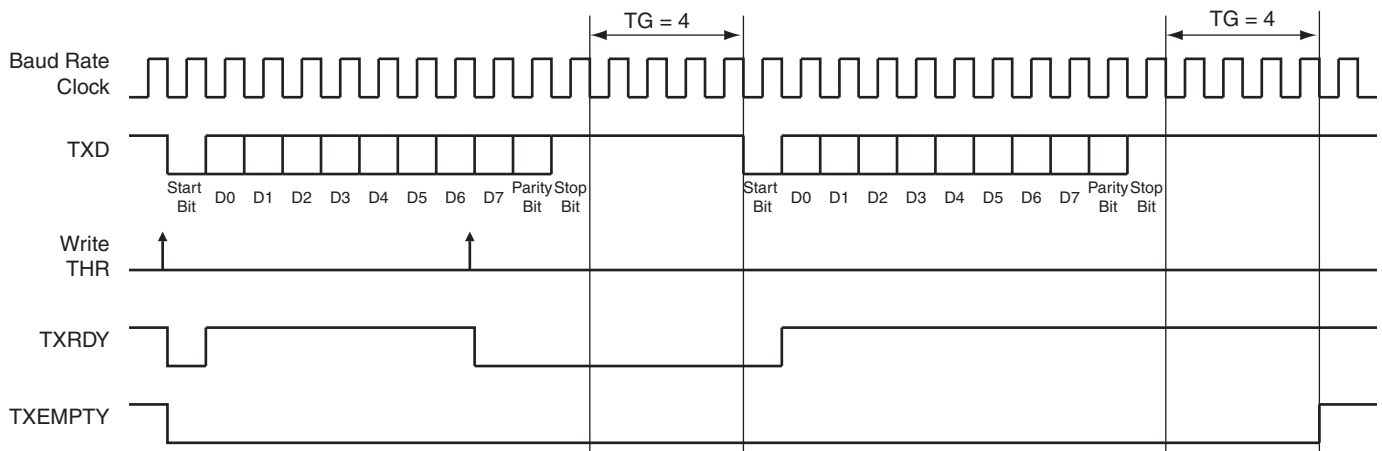 TG = 4
TG = 4
Baud Rate
Clock
TXD
Start
Bit
D0
D1
D2
D3
D4
D5
D6
D7
Parity
Bit
Stop
Bit
Start
Bit
D0
D1
D2
D3
D4
D5
D6
D7
Parity
Bit
Stop
Bit
Write
THR
TXRDY
TXEMPTY